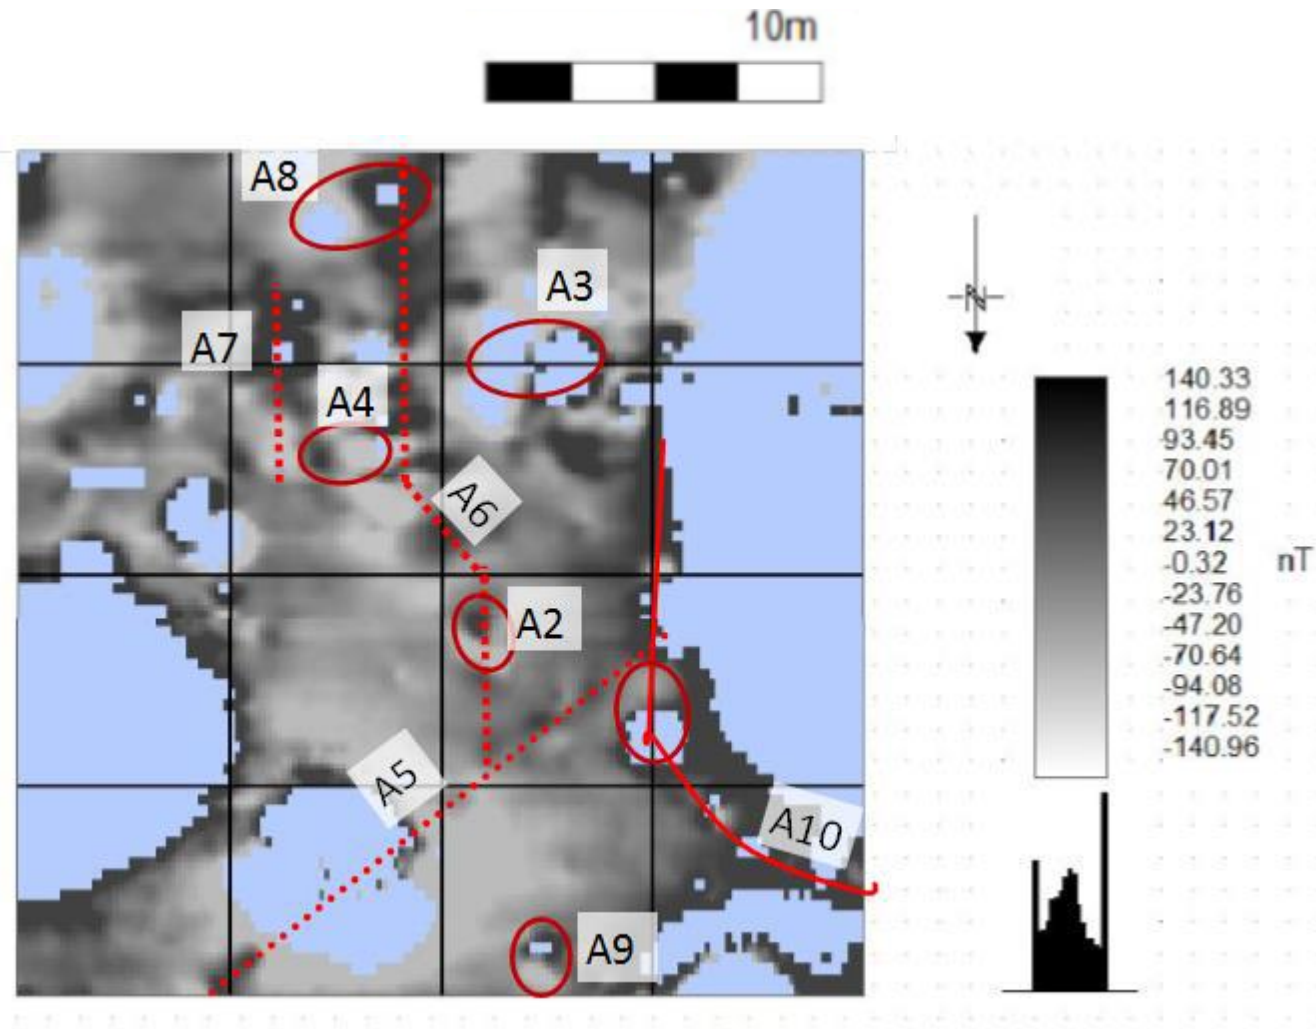 10m
A8
A3
A7
A4
A6
A2
A5
A10
A9
N
140.33
116.89
93.45
70.01
46.57
23.12
-0.32
-23.76
-47.20
-70.64
-94.08
-117.52
-140.96
nT